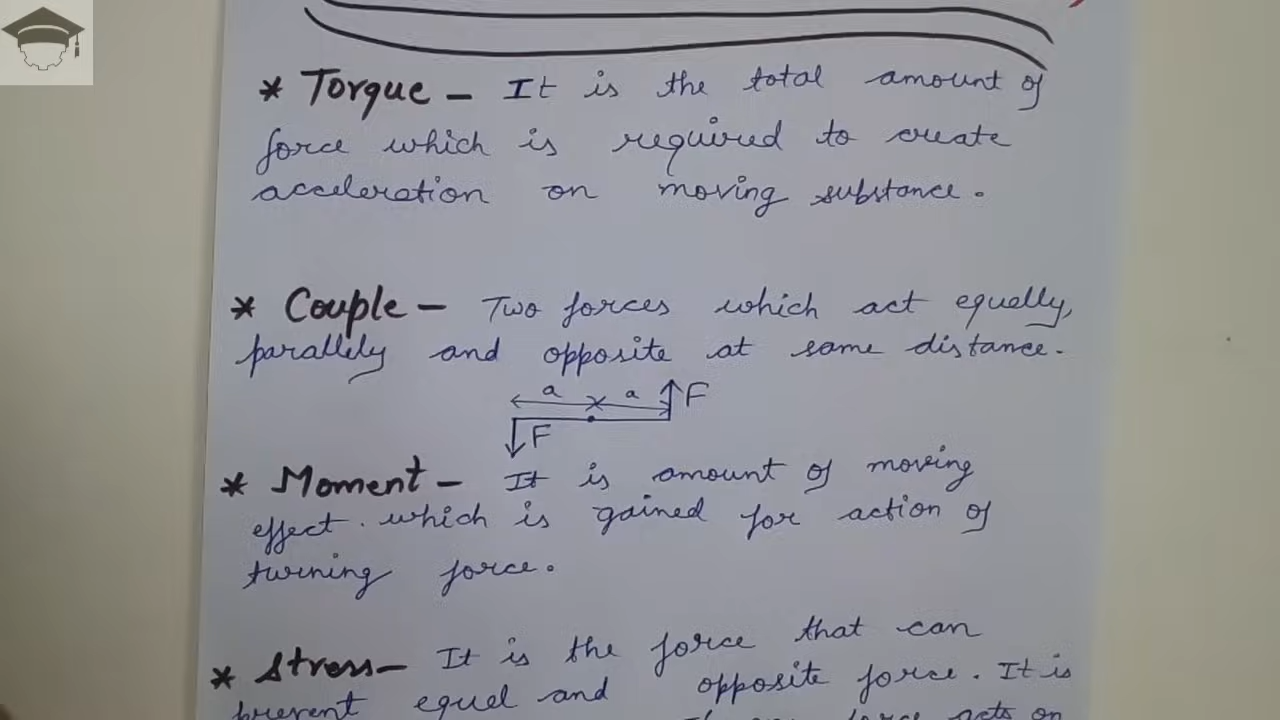 * Torque - It is the total amount of
force which is required to create
acceleration on moving substance.
* Couple - Two forces which act equally,
parallely and opposite at same distance.
a a F
F
* Moment - It is amount of moving
effect. which is gained for action of
turning force.
* Stress - It is the force that can
prevent equal and opposite force. It is
force acts on